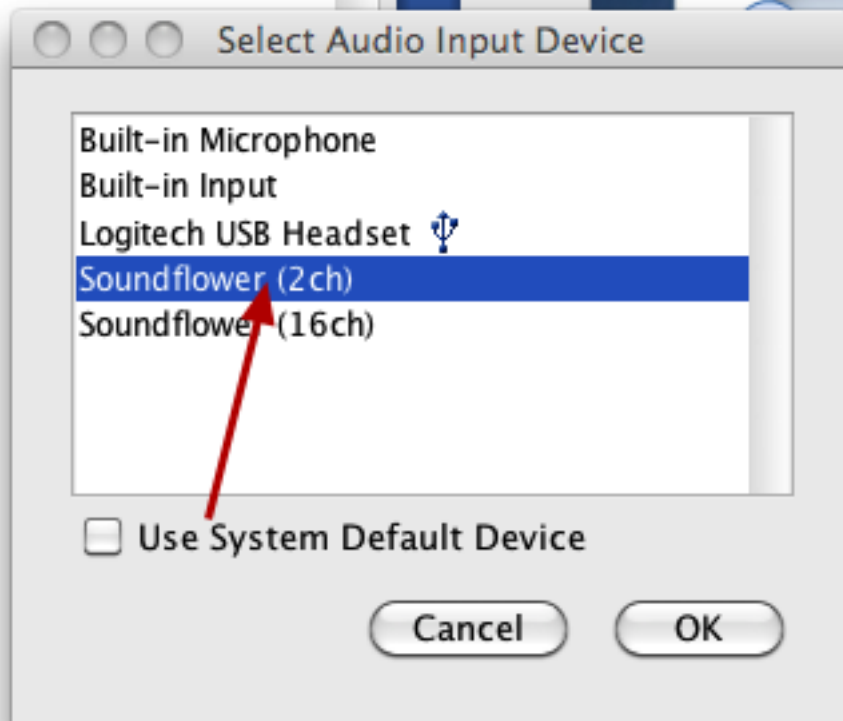 Select Audio Input Device
Built-in Microphone
Built-in Input
Logitech USB Headset
Soundflower (2ch)
Soundflower (16ch)
Use System Default Device
Cancel
OK